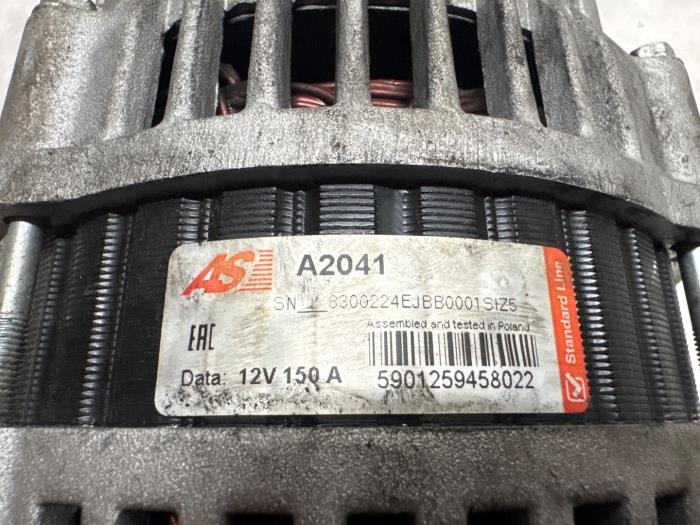 AS
A2041
SN 8300224EJBB0001SIZ5
Assembled and tested in Poland
EAC
Data: 12V 150 A
5901259458022
Standard Line